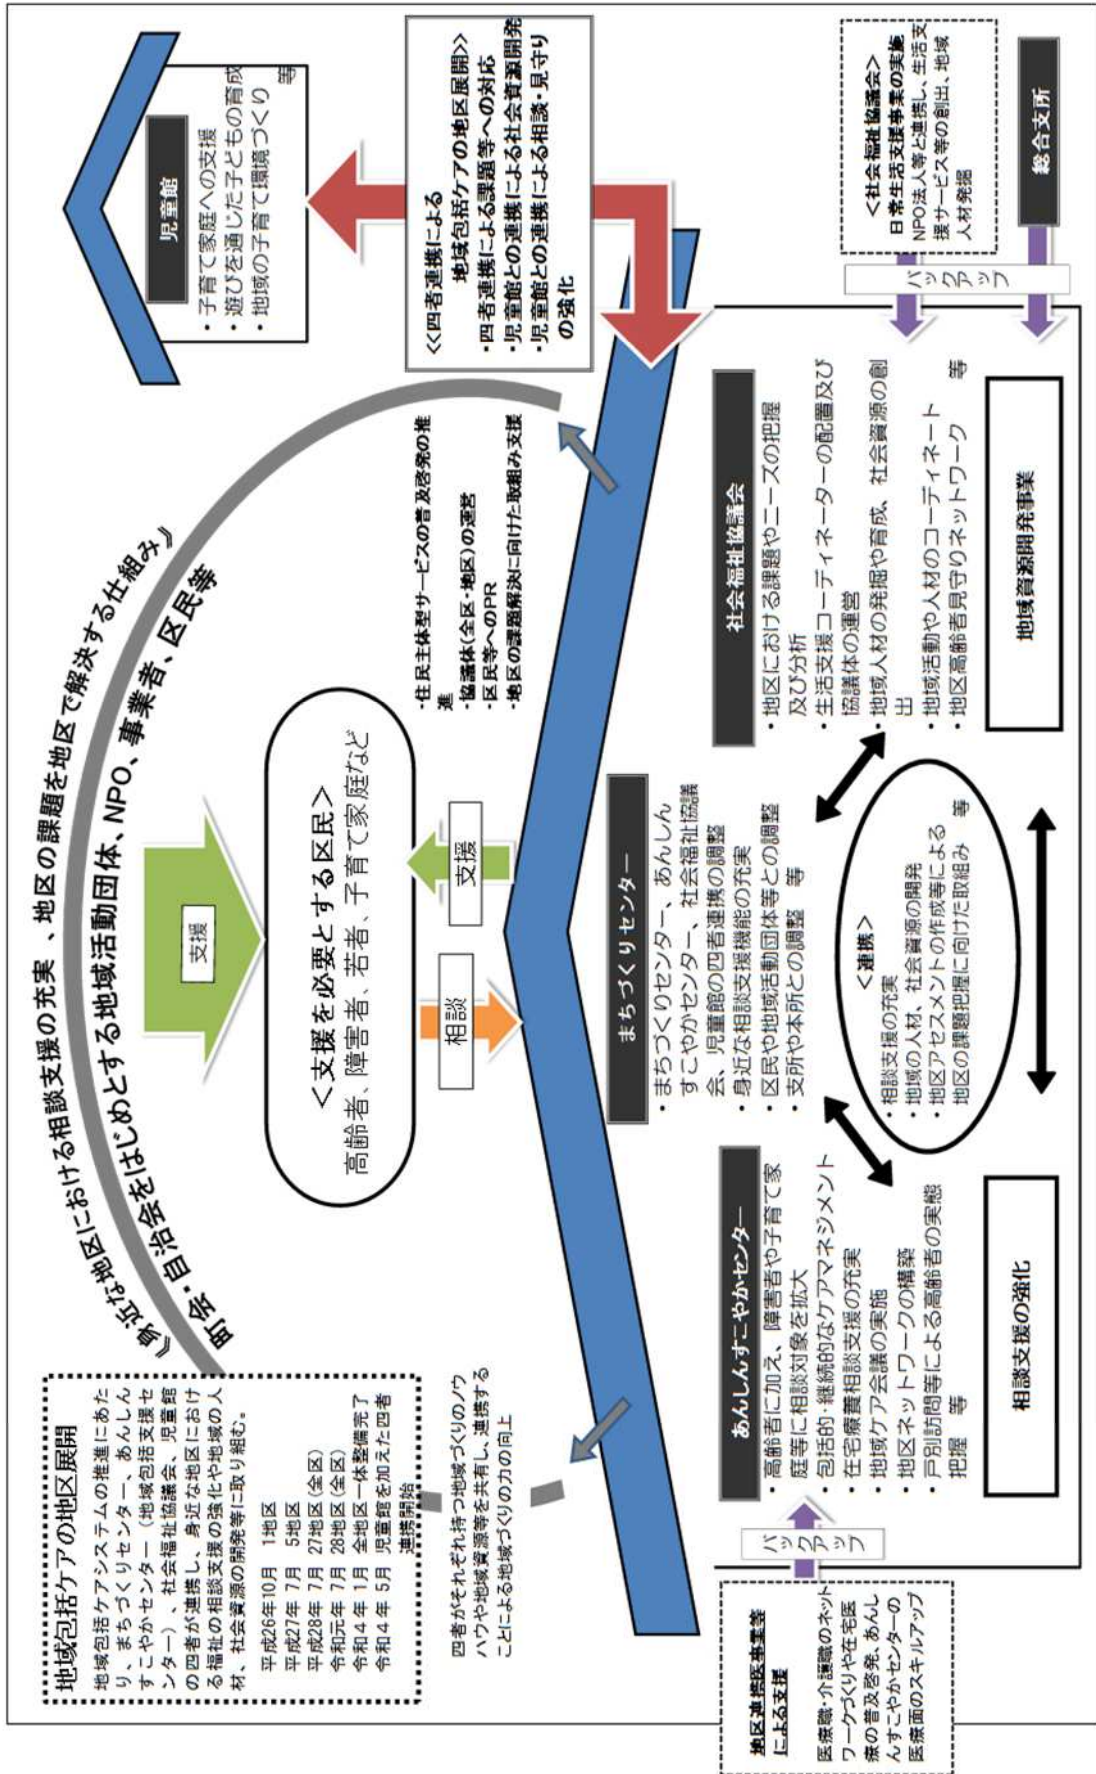 《身近な地区における相談支援の充実 、地区の課題を地区で解決する仕組み》
町会・自治会をはじめとする地域活動団体、NPO、事業者、区民等
地域包括ケアの地区展開
地域包括ケアシステムの推進にあた
り、まちづくりセンター、あんしん
すこやかセンター（地域包括支援セ
ンター）、社会福祉協議会、児童館
の四者が連携し、身近な地区におけ
る福祉の相談支援の強化や地域の人
材、社会資源の開発等に取り組む。
平成26年10月 1地区
平成27年 7月 5地区
平成28年 7月 27地区（全区）
令和元年 7月 28地区（全区）
令和４年 1月 全地区一体整備完了
令和４年 5月 児童館を加えた四者
連携開始
四者がそれぞれ持つ地域づくりのノウ
ハウや地域資源等を共有し、連携する
ことによる地域づくりの力の向上
支援
＜支援を必要とする区民＞
高齢者、障害者、若者、子育て家庭など
相談
支援
・住民主体型サービスの普及啓発の推
進
・協議体（全区・地区）の運営
・区民等へのPR
・地区の課題解決に向けた取組み支援
児童館
・子育て家庭への支援
・遊びを通じた子どもの育成
・地域の子育て環境づくり
等
<<四者連携による
地域包括ケアの地区展開>>
・四者連携による課題等への対応
・児童館との連携による社会資源開発
・児童館との連携による相談・見守り
の強化
まちづくりセンター
・まちづくりセンター、あんしん
すこやかセンター、社会福祉協議
会、児童館の四者連携の調整
・身近な相談支援機能の充実
・区民や地域活動団体等との調整
・支所や本所との調整 等
あんしんすこやかセンター
・高齢者に加え、障害者や子育て家
庭等に相談対象を拡大
・包括的・継続的なケアマネジメント
・在宅療養相談支援の充実
・地域ケア会議の実施
・地区ネットワークの構築
・戸別訪問等による高齢者の実態
把握 等
相談支援の強化
社会福祉協議会
・地区における課題やニーズの把握
及び分析
・生活支援コーディネーターの配置及び
協議体の運営
・地域人材の発掘や育成、社会資源の創
出
・地域活動や人材のコーディネート
・地区高齢者見守りネットワーク 等
地域資源開発事業
＜連携＞
・相談支援の充実
・地域の人材、社会資源の開発
・地区アセスメントの作成等による
地区の課題把握に向けた取組み 等
バックアップ
地区連携医事業等
による支援
医療職・介護職のネット
ワークづくりや在宅医
療の普及啓発、あんし
んすこやかセンターの
医療面のスキルアップ
バックアップ
＜社会福祉協議会＞
日常生活支援事業の実施
NPO法人等と連携し、生活支
援サービス等の創出、地域
人材発掘
総合支所